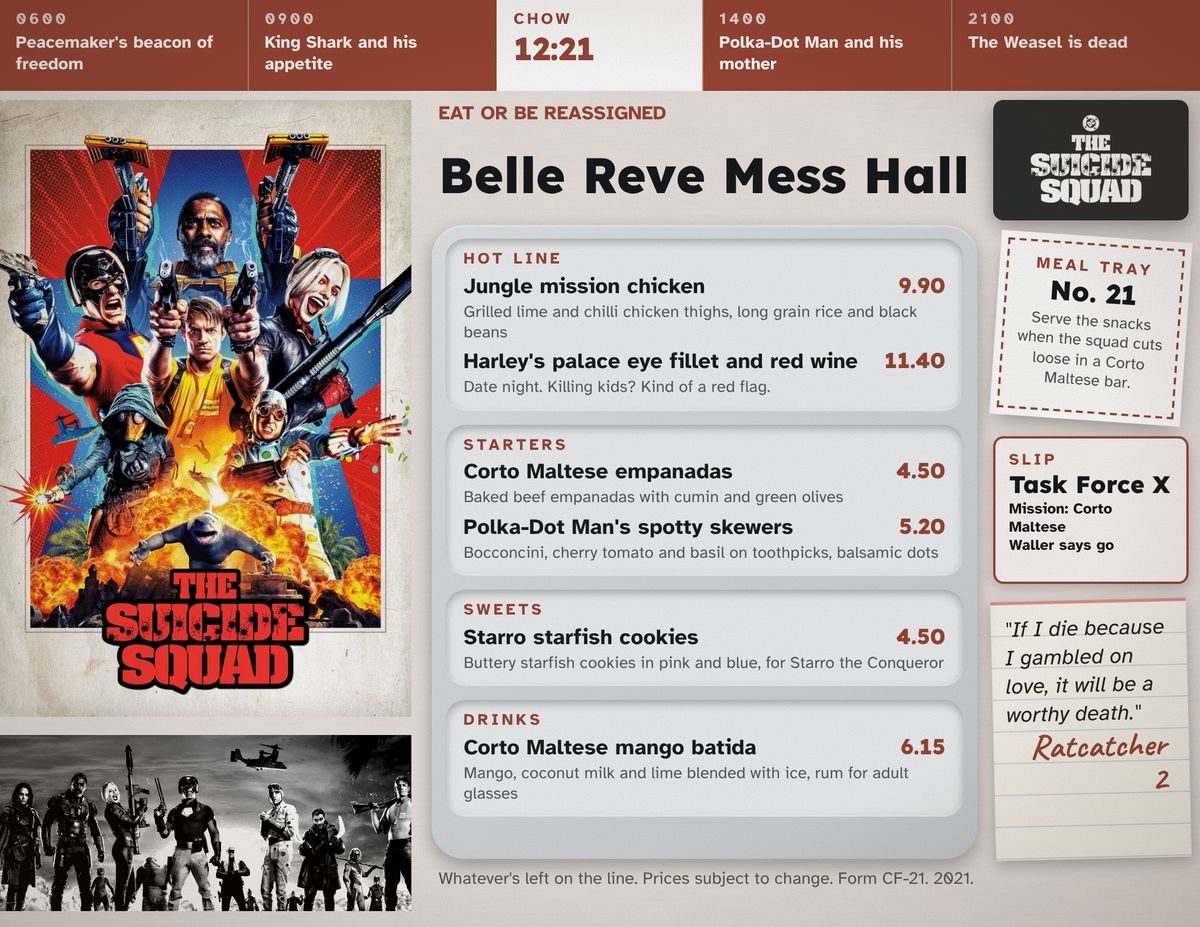 0600
Peacemaker's beacon of
freedom
0900
King Shark and his
appetite
CHOW
12:21
1400
Polka-Dot Man and his
mother
2100
The Weasel is dead
THE
SUICIDE
SQUAD
EAT OR BE REASSIGNED
Belle Reve Mess Hall
HOT LINE
Jungle mission chicken 9.90
Grilled lime and chilli chicken thighs, long grain rice and black
beans
Harley's palace eye fillet and red wine 11.40
Date night. Killing kids? Kind of a red flag.
STARTERS
Corto Maltese empanadas 4.50
Baked beef empanadas with cumin and green olives
Polka-Dot Man's spotty skewers 5.20
Bocconcini, cherry tomato and basil on toothpicks, balsamic dots
SWEETS
Starro starfish cookies 4.50
Buttery starfish cookies in pink and blue, for Starro the Conqueror
DRINKS
Corto Maltese mango batida 6.15
Mango, coconut milk and lime blended with ice, rum for adult
glasses
Whatever's left on the line. Prices subject to change. Form CF-21. 2021.
DC
THE
SUICIDE
SQUAD
MEAL TRAY
No. 21
Serve the snacks
when the squad cuts
loose in a Corto
Maltese bar.
SLIP
Task Force X
Mission: Corto
Maltese
Waller says go
"If I die because
I gambled on
love, it will be a
worthy death."
Ratcatcher
2